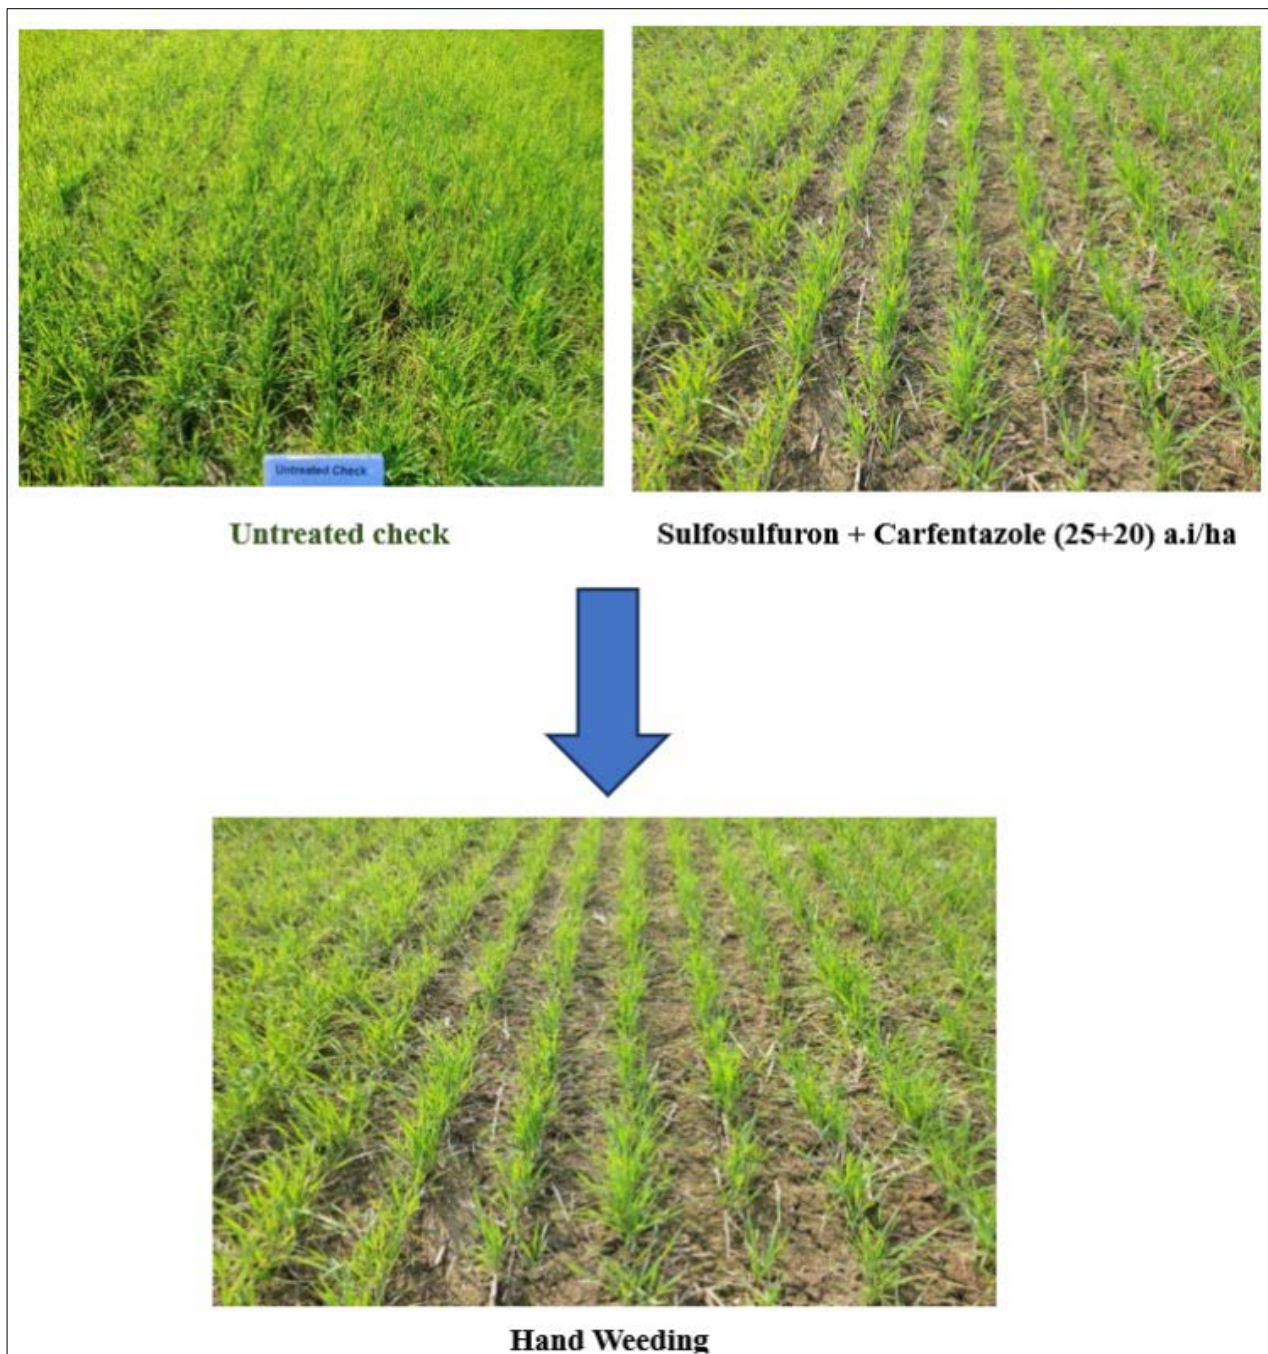 Untreated Check
Untreated check
Sulfosulfuron + Carfentazole (25+20) a.i/ha
Hand Weeding